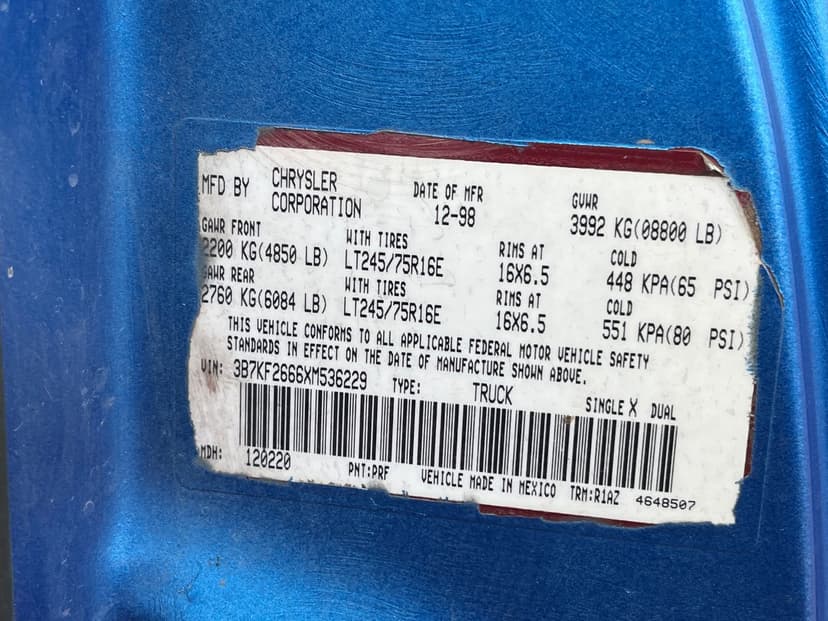 MFD BY CHRYSLER CORPORATION DATE OF MFR 12-98 GVWR 3992 KG(08800 LB)
GAWR FRONT WITH TIRES RIMS AT COLD
2200 KG(4850 LB) LT245/75R16E 16X6.5 448 KPA(65 PSI)
GAWR REAR WITH TIRES RIMS AT COLD
2760 KG(6084 LB) LT245/75R16E 16X6.5 551 KPA(80 PSI)
THIS VEHICLE CONFORMS TO ALL APPLICABLE FEDERAL MOTOR VEHICLE SAFETY
STANDARDS IN EFFECT ON THE DATE OF MANUFACTURE SHOWN ABOVE.
VIN: 3B7KF2666XM536229 TYPE: TRUCK SINGLE X DUAL
MDH: 120220 PNT:PRF VEHICLE MADE IN MEXICO TRM:R1AZ 4648507